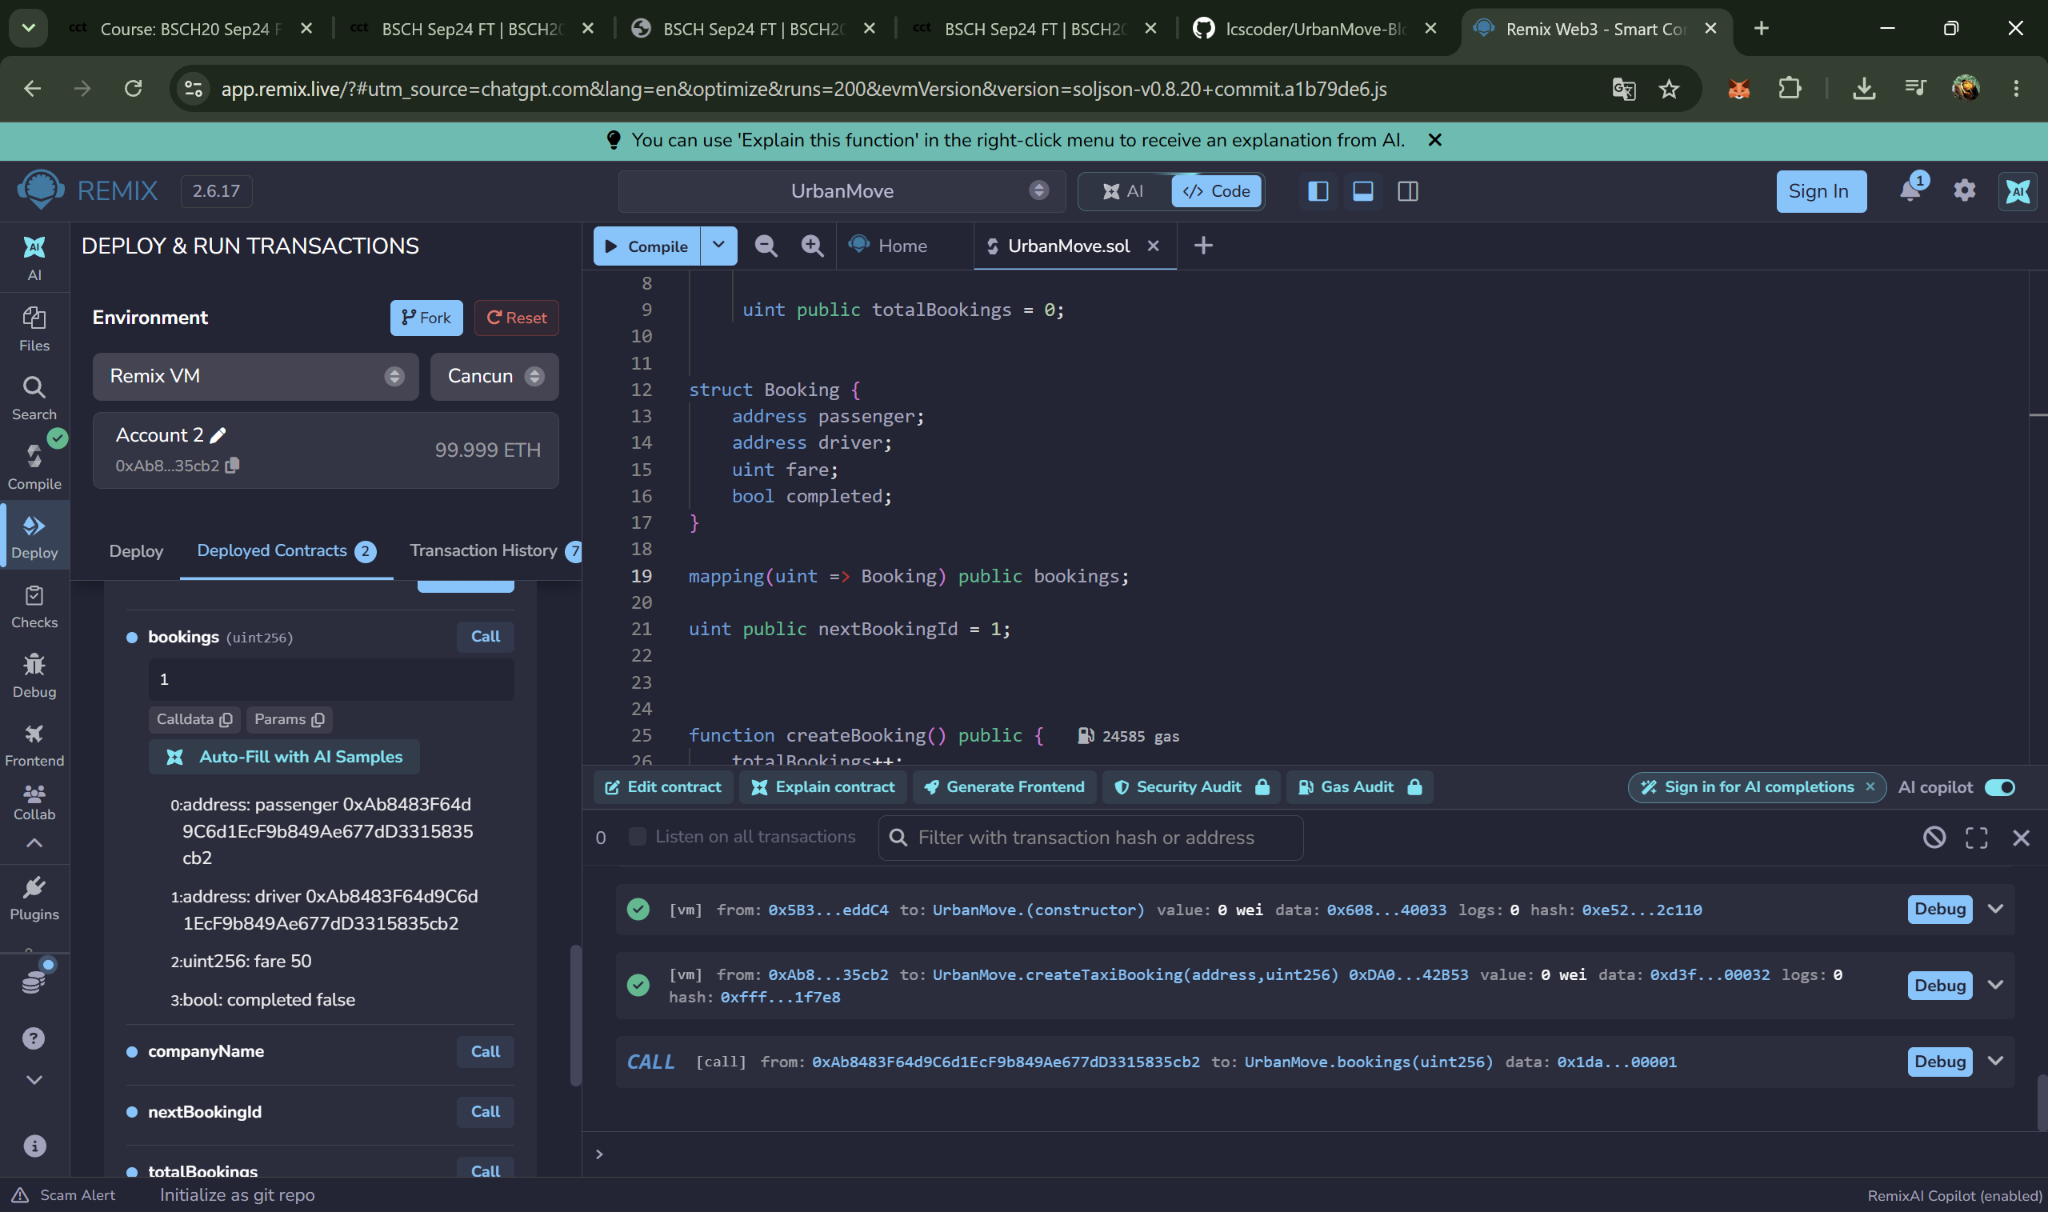 Course: BSCH20 Sep24 F
BSCH Sep24 FT | BSCH20
BSCH Sep24 FT | BSCH20
BSCH Sep24 FT | BSCH20
lcscoder/UrbanMove-Blo
Remix Web3 - Smart Con
app.remix.live/?#utm_source=chatgpt.com&lang=en&optimize&runs=200&evmVersion&version=soljson-v0.8.20+commit.a1b79de6.js
You can use 'Explain this function' in the right-click menu to receive an explanation from AI.
REMIX
2.6.17
UrbanMove
AI
</> Code
Sign In
1
AI
AI
AI
Files
Search
Compile
Deploy
Checks
Debug
Frontend
Collab
Plugins
DEPLOY & RUN TRANSACTIONS
Environment
Fork
Reset
Remix VM
Cancun
Account 2
0xAb8...35cb2
99.999 ETH
Deploy
Deployed Contracts 2
Transaction History 7
bookings (uint256)
Call
1
Calldata
Params
Auto-Fill with AI Samples
0:address: passenger 0xAb8483F64d
9C6d1EcF9b849Ae677dD3315835
cb2
1:address: driver 0xAb8483F64d9C6d
1EcF9b849Ae677dD3315835cb2
2:uint256: fare 50
3:bool: completed false
companyName
Call
nextBookingId
Call
totalBookings
Call
Compile
Home
UrbanMove.sol
8
9 uint public totalBookings = 0;
10
11
12 struct Booking {
13 address passenger;
14 address driver;
15 uint fare;
16 bool completed;
17 }
18
19 mapping(uint => Booking) public bookings;
20
21 uint public nextBookingId = 1;
22
23
24
25 function createBooking() public { 24585 gas
26 totalBookings++;
Edit contract
Explain contract
Generate Frontend
Security Audit
Gas Audit
Sign in for AI completions ×
AI copilot
0
Listen on all transactions
Filter with transaction hash or address
[vm] from: 0x5B3...eddC4 to: UrbanMove.(constructor) value: 0 wei data: 0x608...40033 logs: 0 hash: 0xe52...2c110
Debug
[vm] from: 0xAb8...35cb2 to: UrbanMove.createTaxiBooking(address,uint256) 0xDA0...42B53 value: 0 wei data: 0xd3f...00032 logs: 0
hash: 0xfff...1f7e8
Debug
CALL [call] from: 0xAb8483F64d9C6d1EcF9b849Ae677dD3315835cb2 to: UrbanMove.bookings(uint256) data: 0x1da...00001
Debug
>
Scam Alert
Initialize as git repo
RemixAI Copilot (enabled)